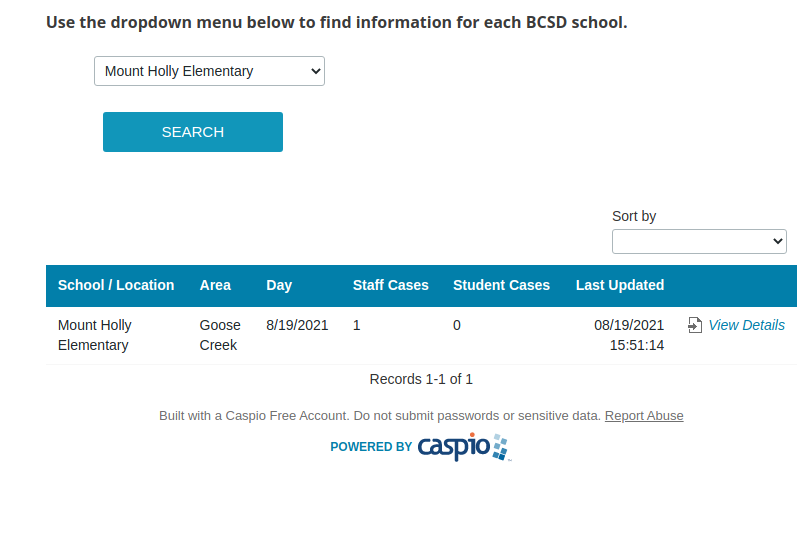 Use the dropdown menu below to find information for each BCSD school.
Mount Holly Elementary
SEARCH
Sort by
School / Location Area Day Staff Cases Student Cases Last Updated
Mount Holly Goose 8/19/2021 1 0 08/19/2021 View Details
Elementary Creek 15:51:14
Records 1-1 of 1
Built with a Caspio Free Account. Do not submit passwords or sensitive data. Report Abuse
POWERED BY caspio